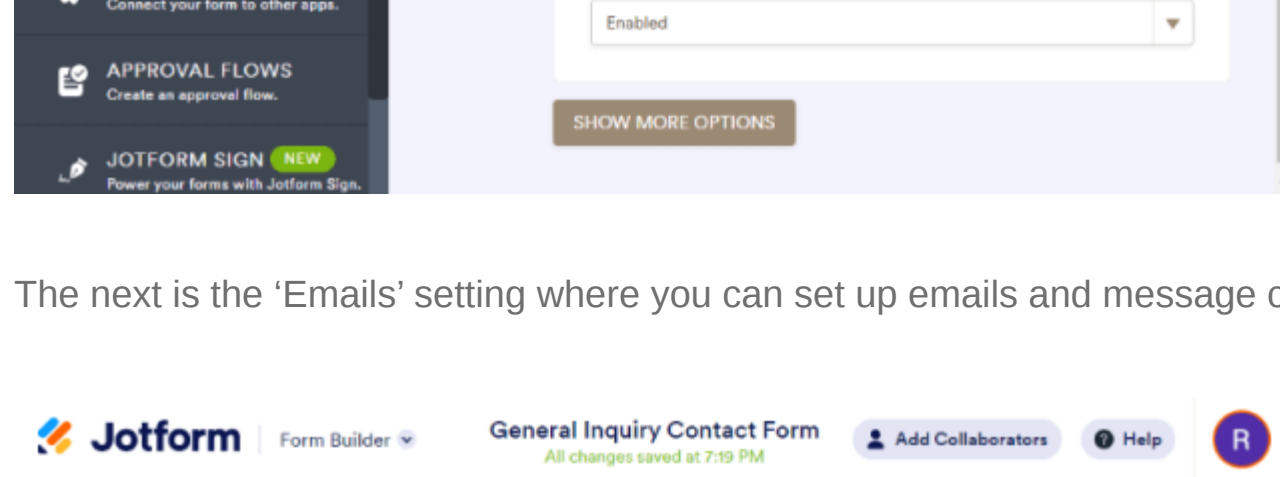 Connect your form to other apps.
Enabled
APPROVAL FLOWS
Create an approval flow.
SHOW MORE OPTIONS
JOTFORM SIGN NEW
Power your forms with Jotform Sign.
The next is the ‘Emails’ setting where you can set up emails and message
Jotform Form Builder
General Inquiry Contact Form
All changes saved at 7:19 PM
Add Collaborators
Help
R